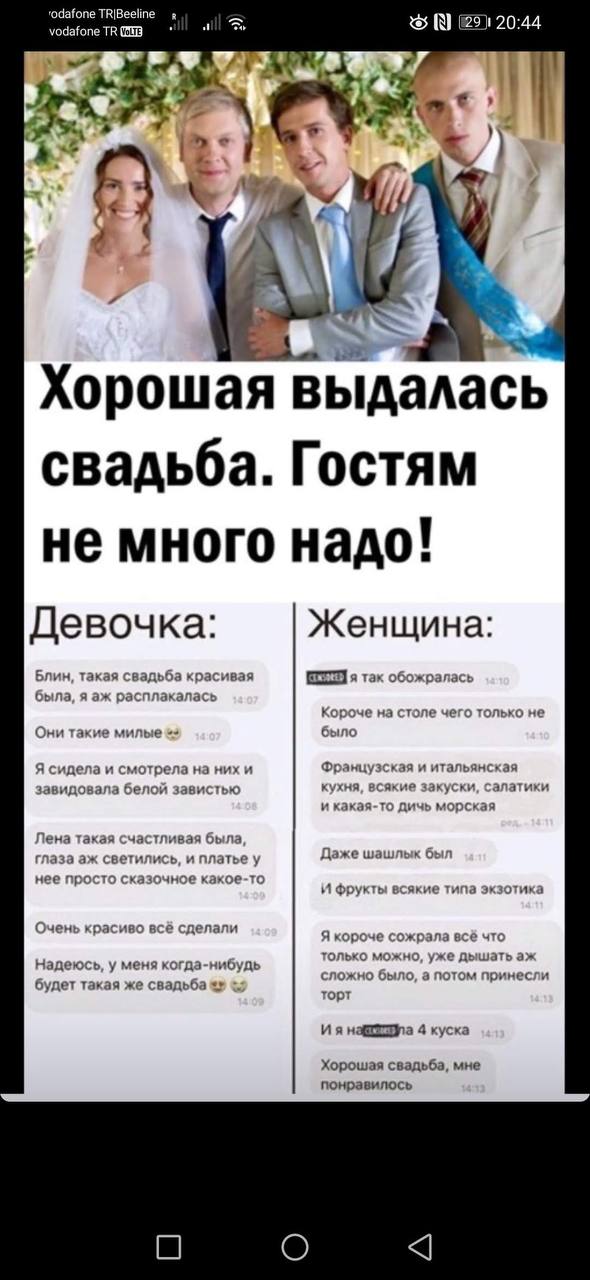 vodafone TR|Beeline
vodafone TR VoLTE
R
29 20:44
Хорошая выдалась
свадьба. Гостям
не много надо!
Девочка:
Блин, такая свадьба красивая
была, я аж расплакалась 14:07
Они такие милые🥹 14:07
Я сидела и смотрела на них и
завидовала белой завистью
14:08
Лена такая счастливая была,
глаза аж светились, и платье у
нее просто сказочное какое-то
14:09
Очень красиво всё сделали 14:09
Надеюсь, у меня когда-нибудь
будет такая же свадьба😍😭
14:09
Женщина:
CENSORED я так обожралась 14:10
Короче на столе чего только не
было 14:10
Французская и итальянская
кухня, всякие закуски, салатики
и какая-то дичь морская
ред. 14:11
Даже шашлык был 14:11
И фрукты всякие типа экзотика
14:11
Я короче сожрала всё что
только можно, уже дышать аж
сложно было, а потом принесли
торт 14:13
И я наCENSOREDла 4 куска 14:13
Хорошая свадьба, мне
понравилось 14:13